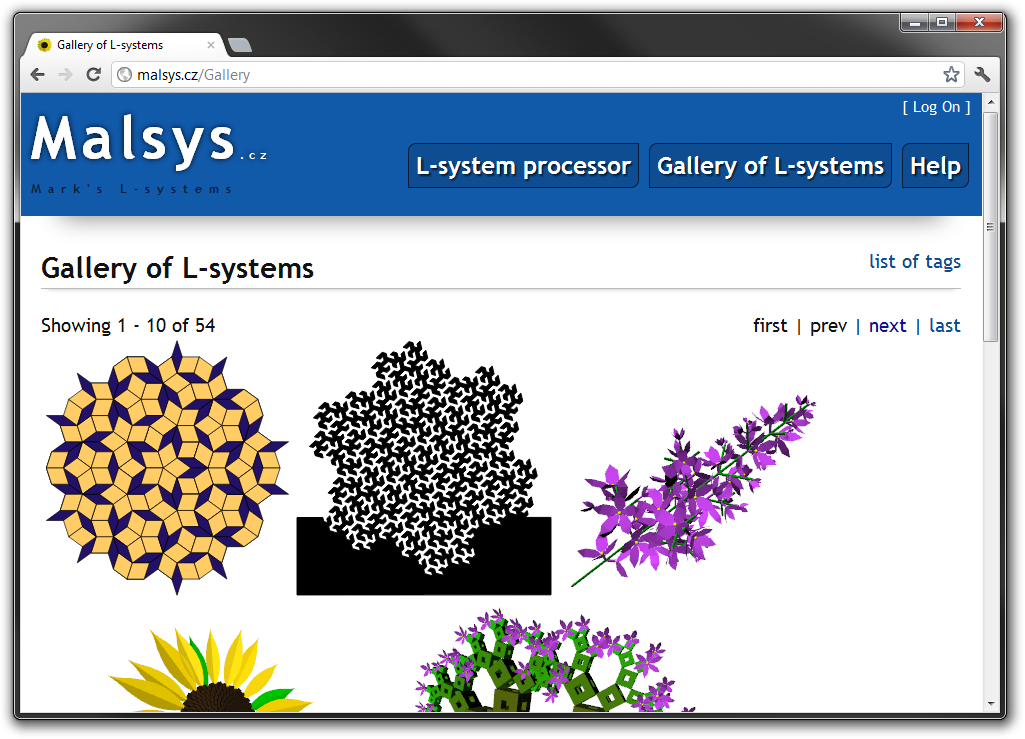 Gallery of L-systems
malsys.cz/Gallery
[ Log On ]
Malsys.cz
Mark's L-systems
L-system processor
Gallery of L-systems
Help
Gallery of L-systems
list of tags
Showing 1 - 10 of 54
first | prev | next | last